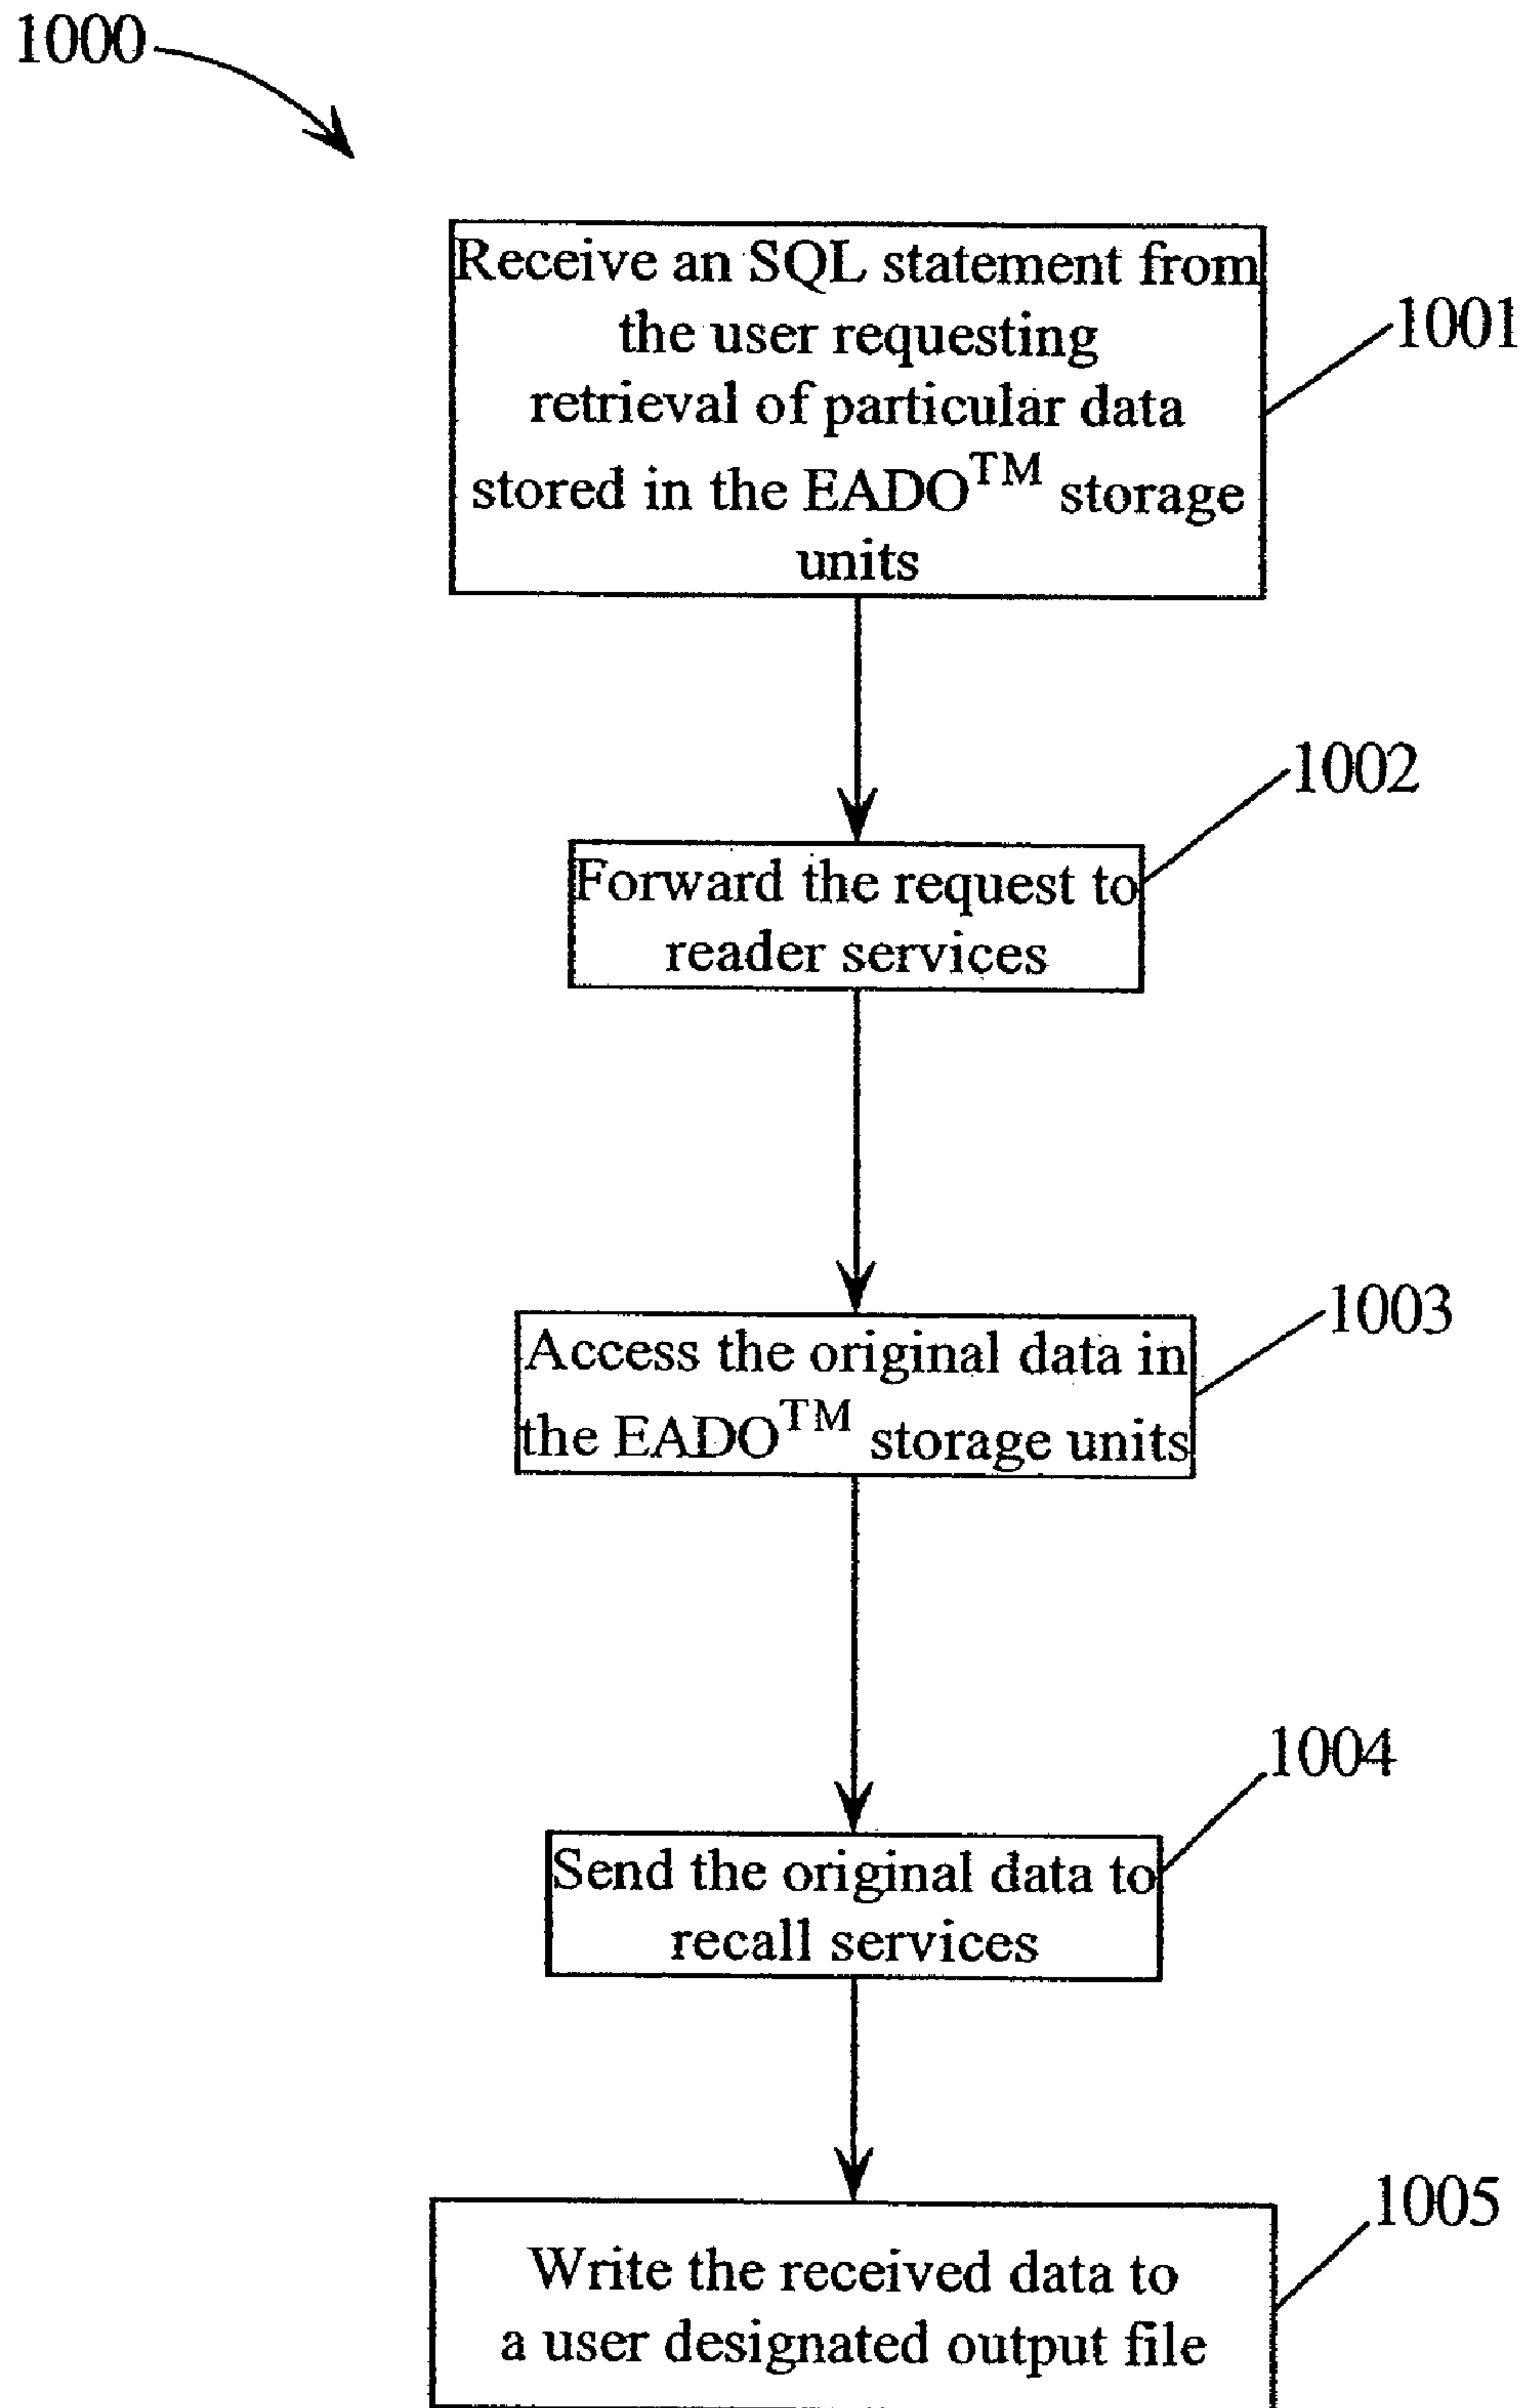 1000
Receive an SQL statement from
the user requesting
retrieval of particular data
stored in the EADO™ storage
units
1001
Forward the request to
reader services
1002
Access the original data in
the EADO™ storage units
1003
Send the original data to
recall services
1004
Write the received data to
a user designated output file
1005